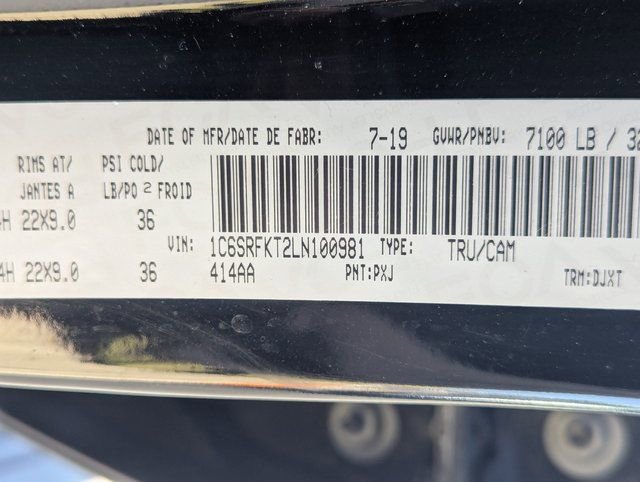 DATE OF MFR/DATE DE FABR: 7-19 GVWR/PNBV: 7100 LB /
RIMS AT/ PSI COLD/
JANTES A LB/PO 2 FROID
22X9.0 36
VIN: 1C6SRFKT2LN100981 TYPE: TRU/CAM
4H 22X9.0 36 414AA PNT:PXJ TRM:DJXT